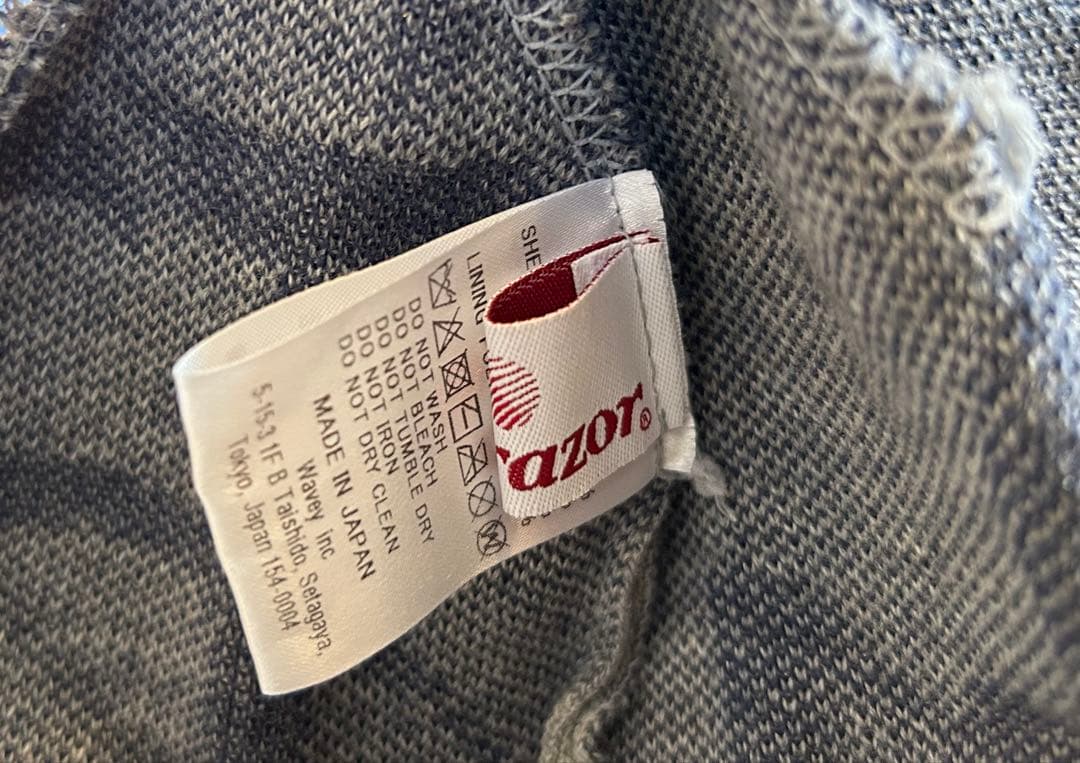 LINING
DO NOT WASH
DO NOT BLEACH
DO NOT TUMBLE DRY
DO NOT IRON
DO NOT DRY CLEAN
MADE IN JAPAN
Wavey inc
5-15-3 1F B Taishido, Setagaya,
Tokyo, Japan 154-0004
razor®